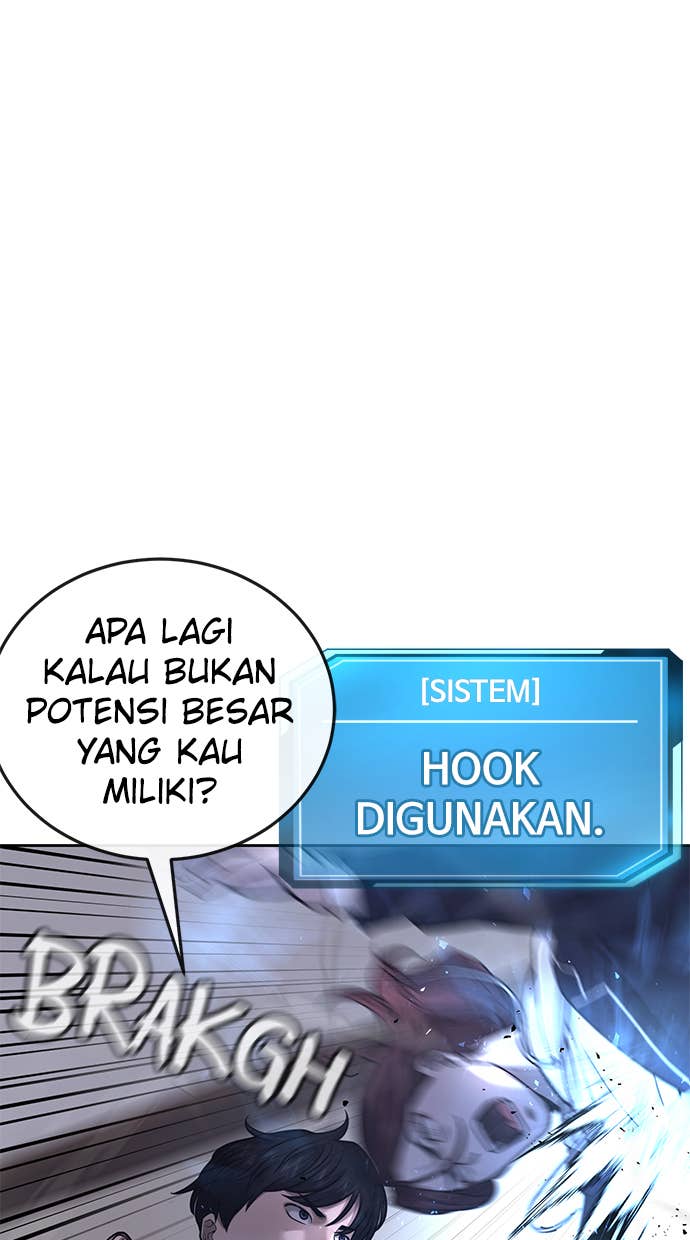 APA LAGI
KALAU BUKAN
POTENSI BESAR
YANG KAU
MILIKI?
[SISTEM]
HOOK
DIGUNAKAN.
BRAKGH